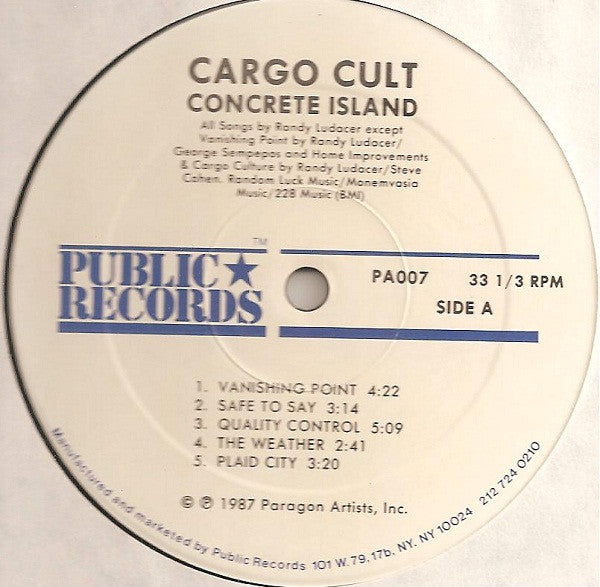 CARGO CULT
CONCRETE ISLAND
All Songs by Randy Ludacer except
Vanishing Point by Randy Ludacer/
George Sempepos and Home Improvements
& Cargo Culture by Randy Ludacer/Steve
Cohen. Random Luck Music/Monemvasia
Music/228 Music (BMI)
TM
PUBLIC★
RECORDS
PA007 33 1/3 RPM
SIDE A
1. VANISHING POINT 4:22
2. SAFE TO SAY 3:14
3. QUALITY CONTROL 5:09
4. THE WEATHER 2:41
5. PLAID CITY 3:20
© ℗ 1987 Paragon Artists, Inc.
Manufactured and marketed by Public Records 101 W. 79, 17b, NY, NY 10024 212 724 0210